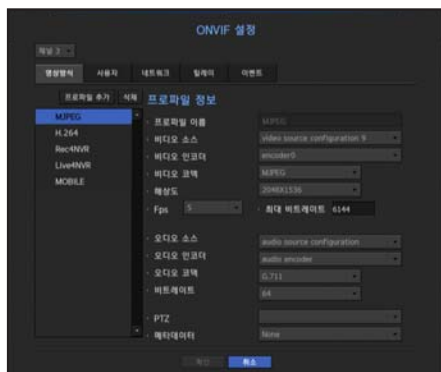 ONVIF 설정
채널 3
영상방식 사용자 네트워크 릴레이 이벤트
프로파일 추가 삭제 프로파일 정보
MJPEG
H.264
Rec4NVR
Live4NVR
MOBILE
프로파일 이름 MJPEG
비디오 소스 video source configuration 9
비디오 인코더 encoder0
비디오 코덱 MJPEG
해상도 2048X1536
Fps 5 최대 비트레이트 6144
오디오 소스 audio source configuration
오디오 인코더 audio encoder
오디오 코덱 G.711
비트레이트 64
PTZ
메타데이터 None
확인 취소